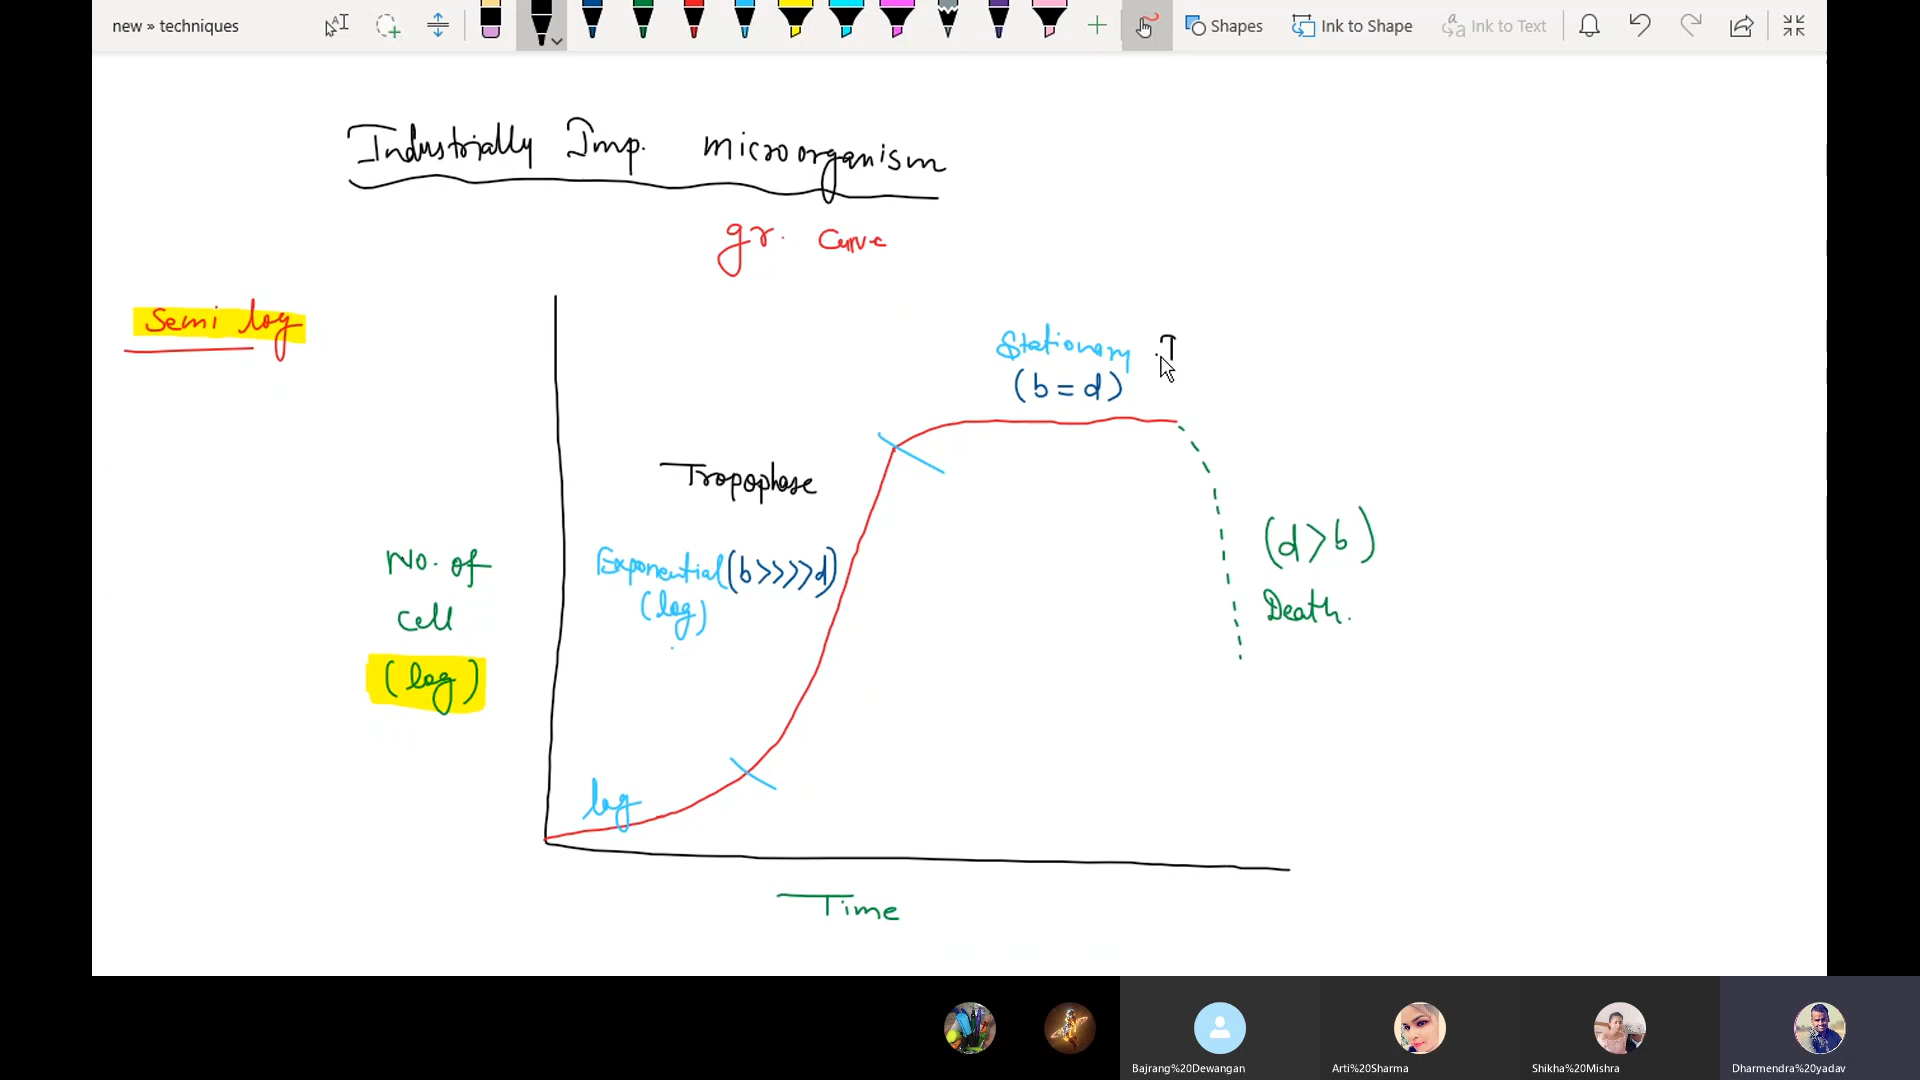 new » techniques
Shapes
Ink to Shape
Ink to Text
Industrially Imp. microorganism
gr. curve
Semi log
Stationary I
(b = d)
Tropophase
Exponential (b>>>>d)
(log)
No. of
cell
(log)
(d>b)
Death.
lag
Time
Bajrang%20Dewangan
Arti%20Sharma
Shikha%20Mishra
Dharmendra%20yadav